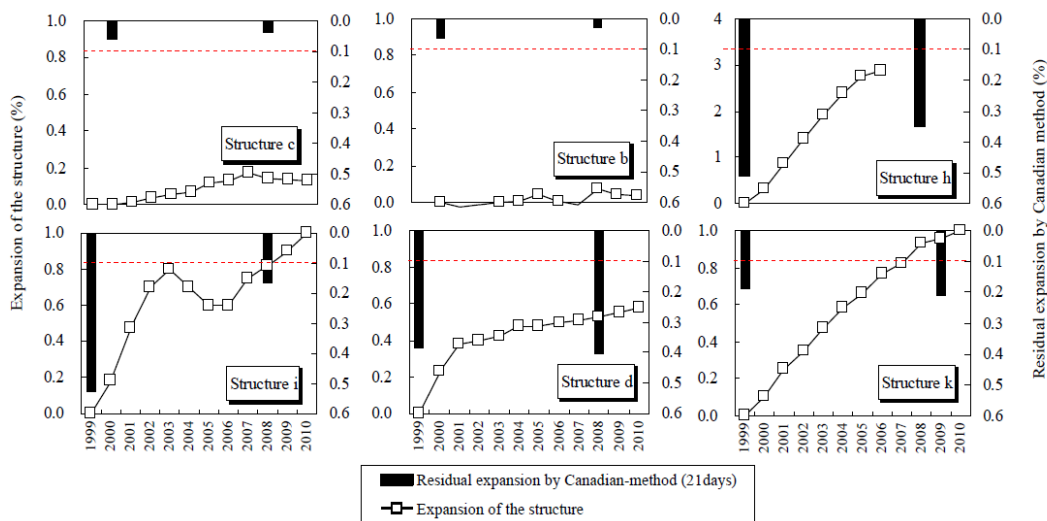 Expansion of the structure (%)
1.0 0.8 0.6 0.4 0.2 0.0
0.0 0.1 0.2 0.3 0.4 0.5 0.6
Structure c
1.0 0.8 0.6 0.4 0.2 0.0
0.0 0.1 0.2 0.3 0.4 0.5 0.6
Structure b
4 3 2 1 0
0.0 0.1 0.2 0.3 0.4 0.5 0.6
Structure h
Residual expansion by Canadian method (%)
1.0 0.8 0.6 0.4 0.2 0.0
0.0 0.1 0.2 0.3 0.4 0.5 0.6
Structure i
1999 2000 2001 2002 2003 2004 2005 2006 2007 2008 2009 2010
1.0 0.8 0.6 0.4 0.2 0.0
0.0 0.1 0.2 0.3 0.4 0.5 0.6
Structure d
1999 2000 2001 2002 2003 2004 2005 2006 2007 2008 2009 2010
1.0 0.8 0.6 0.4 0.2 0.0
0.0 0.1 0.2 0.3 0.4 0.5 0.6
Structure k
1999 2000 2001 2002 2003 2004 2005 2006 2007 2008 2009 2010
Residual expansion by Canadian-method (21days)
Expansion of the structure